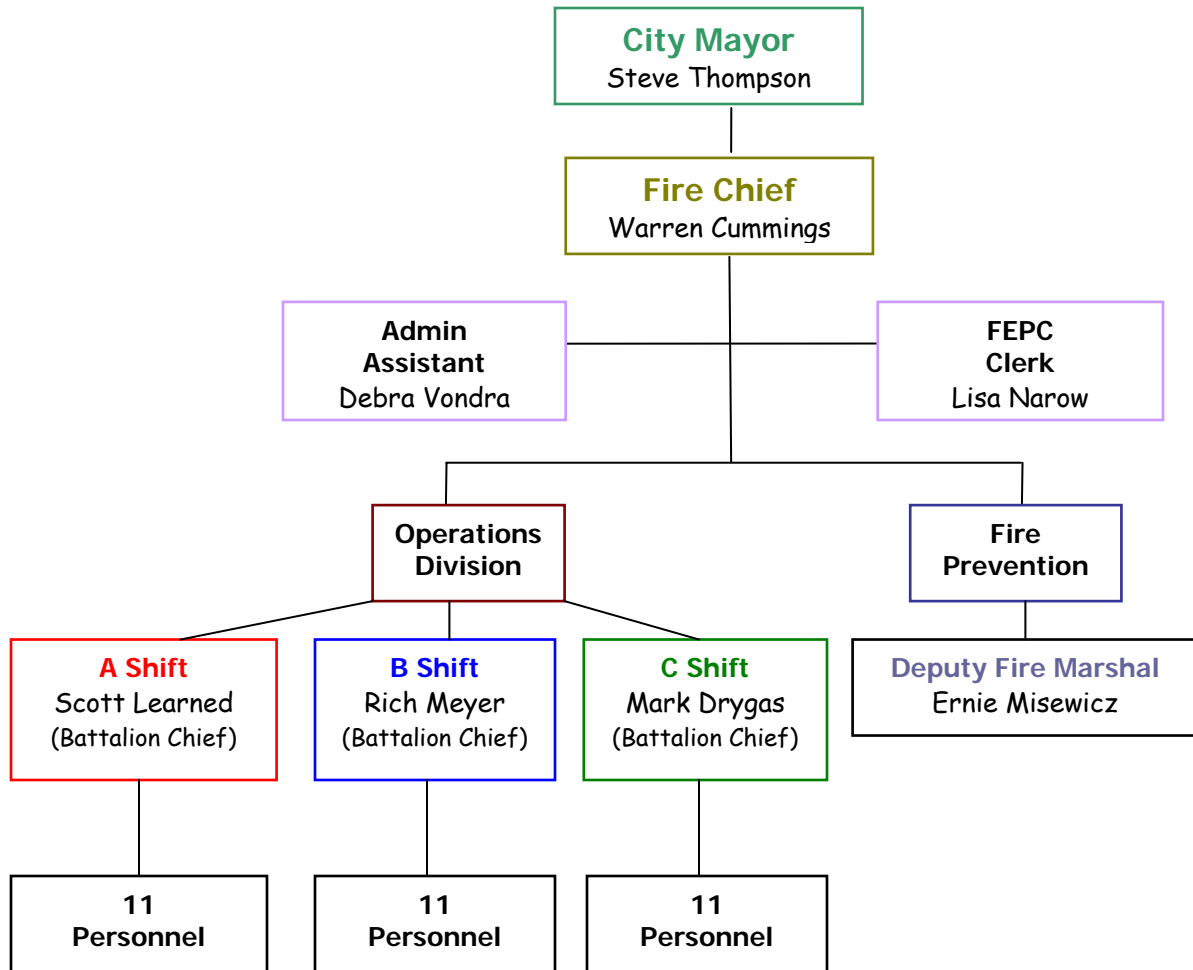 City Mayor
Steve Thompson
Fire Chief
Warren Cummings
Admin
Assistant
Debra Vondra
FEPC
Clerk
Lisa Narow
Operations
Division
Fire
Prevention
A Shift
Scott Learned
(Battalion Chief)
B Shift
Rich Meyer
(Battalion Chief)
C Shift
Mark Drygas
(Battalion Chief)
Deputy Fire Marshal
Ernie Misewicz
11
Personnel
11
Personnel
11
Personnel